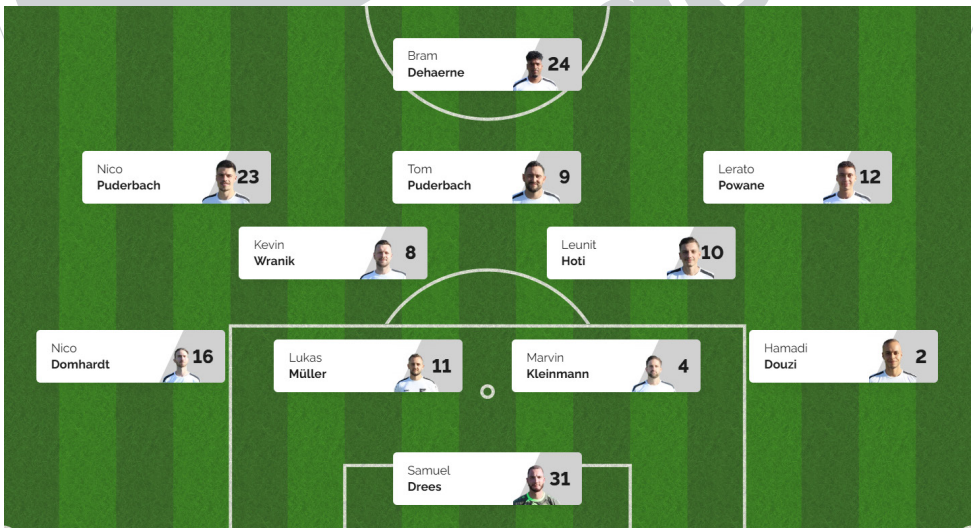 Bram
Dehaerne
24
Nico
Puderbach
23
Tom
Puderbach
9
Lerato
Powane
12
Kevin
Wranik
8
Leunit
Hoti
10
Nico
Domhardt
16
Lukas
Müller
11
Marvin
Kleinmann
4
Hamadi
Douzi
2
Samuel
Drees
31